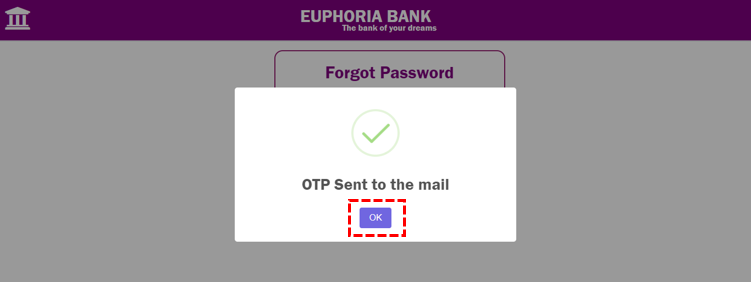 EUPHORIA BANK
The bank of your dreams
Forgot Password
OTP Sent to the mail
OK